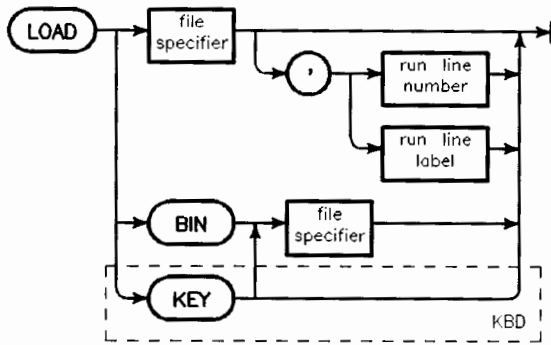 LOAD
file
specifier
,
run line
number
run line
label
BIN
file
specifier
KEY
KBD